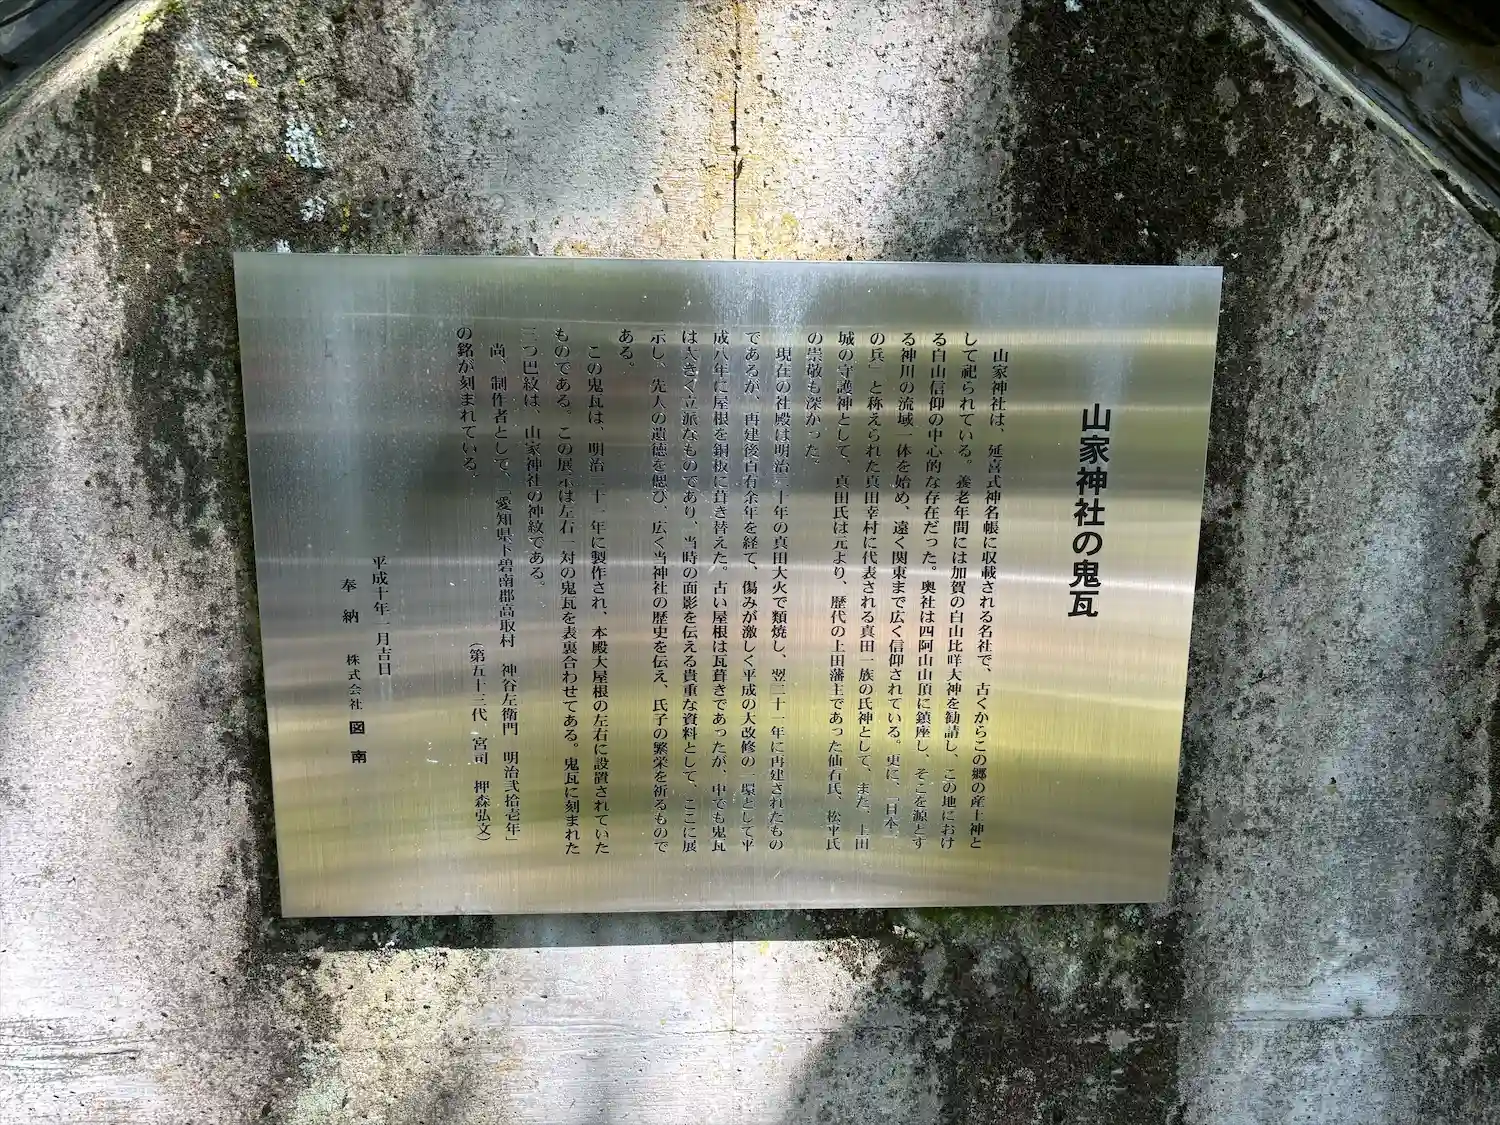 山家神社の鬼瓦
山家神社は、延喜式神名帳に収載される名社で、古くからこの郷の産土神と
して祀られている。養老年間には加賀の白山比咩大神を勧請し、この地におけ
る白山信仰の中心的な存在だった。奥社は四阿山山頂に鎮座し、そこを源とす
る神川の流域一体を始め、遠く関東まで広く信仰されている。更に、「日本一
の兵」と称えられた真田幸村に代表される真田一族の氏神として、また、上田
城の守護神として、真田氏は元より、歴代の上田藩主であった仙石氏、松平氏
の崇敬も深かった。
現在の社殿は明治二十年の真田大火で類焼し、翌二十一年に再建されたもの
であるが、再建後百有余年を経て、傷みが激しく平成の大改修の一環として平
成八年に屋根を銅板に葺き替えた。古い屋根は瓦葺きであったが、中でも鬼瓦
は大きく立派なものであり、当時の面影を伝える貴重な資料として、ここに展
示し、先人の遺徳を偲び、広く当神社の歴史を伝え、氏子の繁栄を祈るもので
ある。
この鬼瓦は、明治二十一年に製作され、本殿大屋根の左右に設置されていた
ものである。この展示は左右一対の鬼瓦を表裏合わせてある。鬼瓦に刻まれた
三つ巴紋は、山家神社の神紋である。
尚、制作者として、「愛知県下碧南郡高取村 神谷左衛門 明治弐拾壱年」
の銘が刻まれている。 (第五十三代 宮司 押森弘文)
平成十年一月吉日
奉納 株式会社 図南